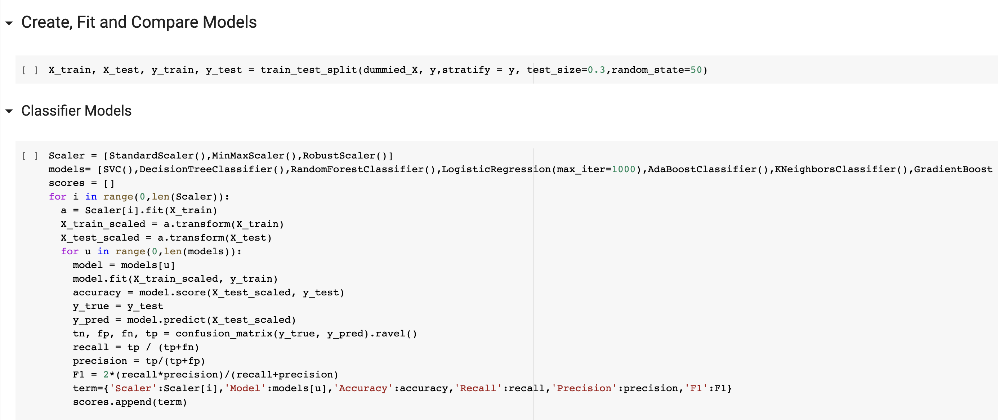 Create, Fit and Compare Models
[ ] X_train, X_test, y_train, y_test = train_test_split(dummied_X, y,stratify = y, test_size=0.3,random_state=50)
Classifier Models
[ ] Scaler = [StandardScaler(),MinMaxScaler(),RobustScaler()]
models= [SVC(),DecisionTreeClassifier(),RandomForestClassifier(),LogisticRegression(max_iter=1000),AdaBoostClassifier(),KNeighborsClassifier(),GradientBoost
scores = []
for i in range(0,len(Scaler)):
  a = Scaler[i].fit(X_train)
  X_train_scaled = a.transform(X_train)
  X_test_scaled = a.transform(X_test)
  for u in range(0,len(models)):
    model = models[u]
    model.fit(X_train_scaled, y_train)
    accuracy = model.score(X_test_scaled, y_test)
    y_true = y_test
    y_pred = model.predict(X_test_scaled)
    tn, fp, fn, tp = confusion_matrix(y_true, y_pred).ravel()
    recall = tp / (tp+fn)
    precision = tp/(tp+fp)
    F1 = 2*(recall*precision)/(recall+precision)
    term={'Scaler':Scaler[i],'Model':models[u],'Accuracy':accuracy,'Recall':recall,'Precision':precision,'F1':F1}
    scores.append(term)